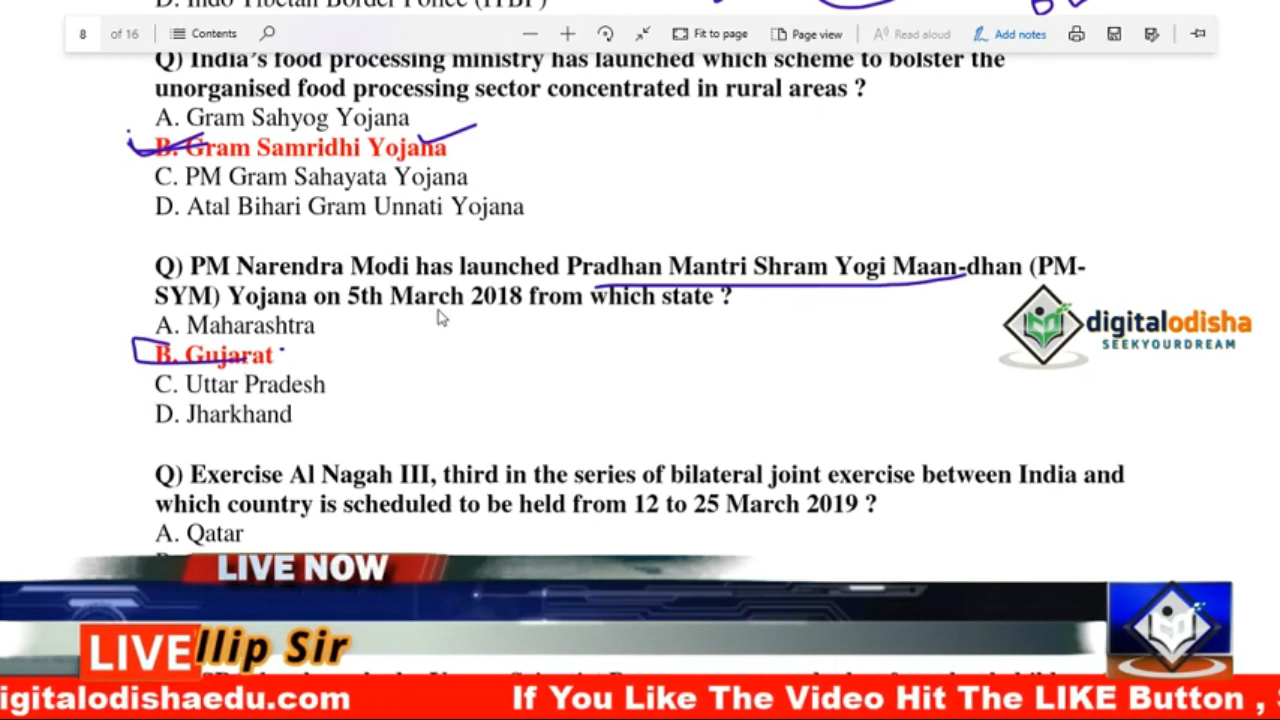 D. Indo Tibetan Border Police (ITBP)
8 of 16 Contents Fit to page Page view Read aloud Add notes
Q) India's food processing ministry has launched which scheme to bolster the
unorganised food processing sector concentrated in rural areas ?
A. Gram Sahyog Yojana
B. Gram Samridhi Yojana
C. PM Gram Sahayata Yojana
D. Atal Bihari Gram Unnati Yojana
Q) PM Narendra Modi has launched Pradhan Mantri Shram Yogi Maan-dhan (PM-
SYM) Yojana on 5th March 2018 from which state ?
A. Maharashtra
B. Gujarat
C. Uttar Pradesh
D. Jharkhand
digitalodisha
SEEKYOURDREAM
Q) Exercise Al Nagah III, third in the series of bilateral joint exercise between India and
which country is scheduled to be held from 12 to 25 March 2019 ?
A. Qatar
LIVE NOW
LIVE llip Sir
igitalodishaedu.com If You Like The Video Hit The LIKE Button ,